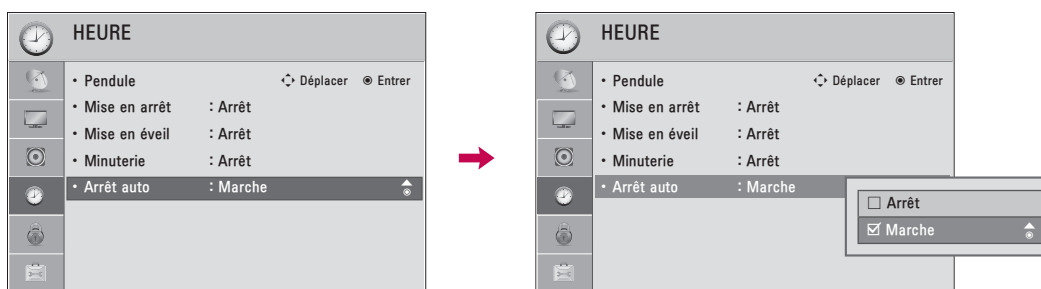 HEURE
• Pendule Déplacer Entrer
• Mise en arrêt : Arrêt
• Mise en éveil : Arrêt
• Minuterie : Arrêt
• Arrêt auto : Marche
HEURE
• Pendule Déplacer Entrer
• Mise en arrêt : Arrêt
• Mise en éveil : Arrêt
• Minuterie : Arrêt
• Arrêt auto : Marche
☐ Arrêt
☑ Marche